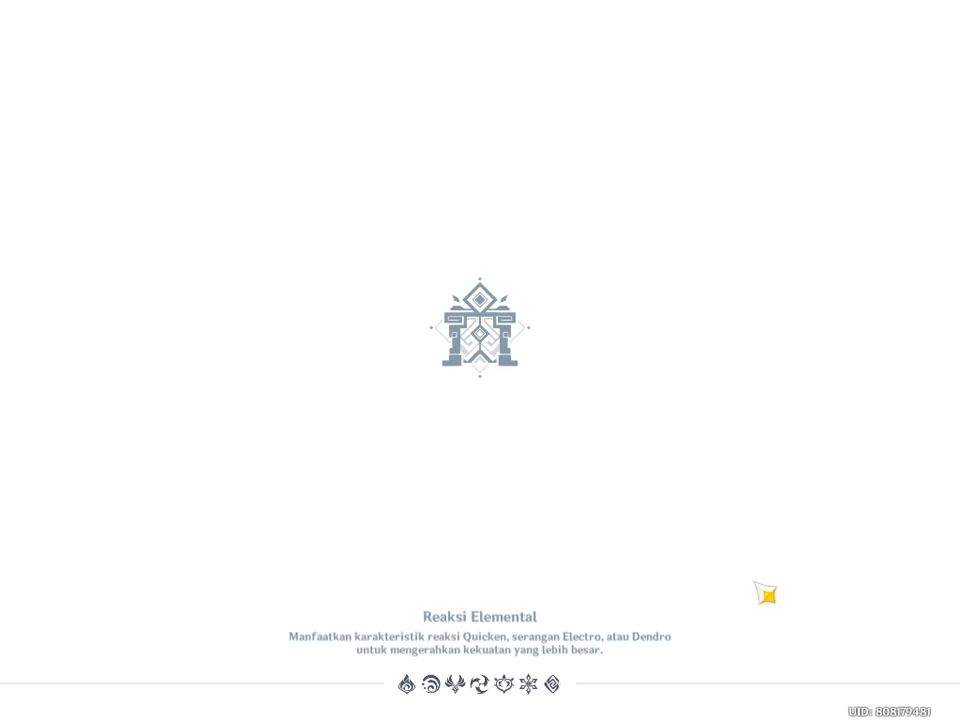 Reaksi Elemental
Manfaatkan karakteristik reaksi Quicken, serangan Electro, atau Dendro
untuk mengerahkan kekuatan yang lebih besar.
UID: 808179481